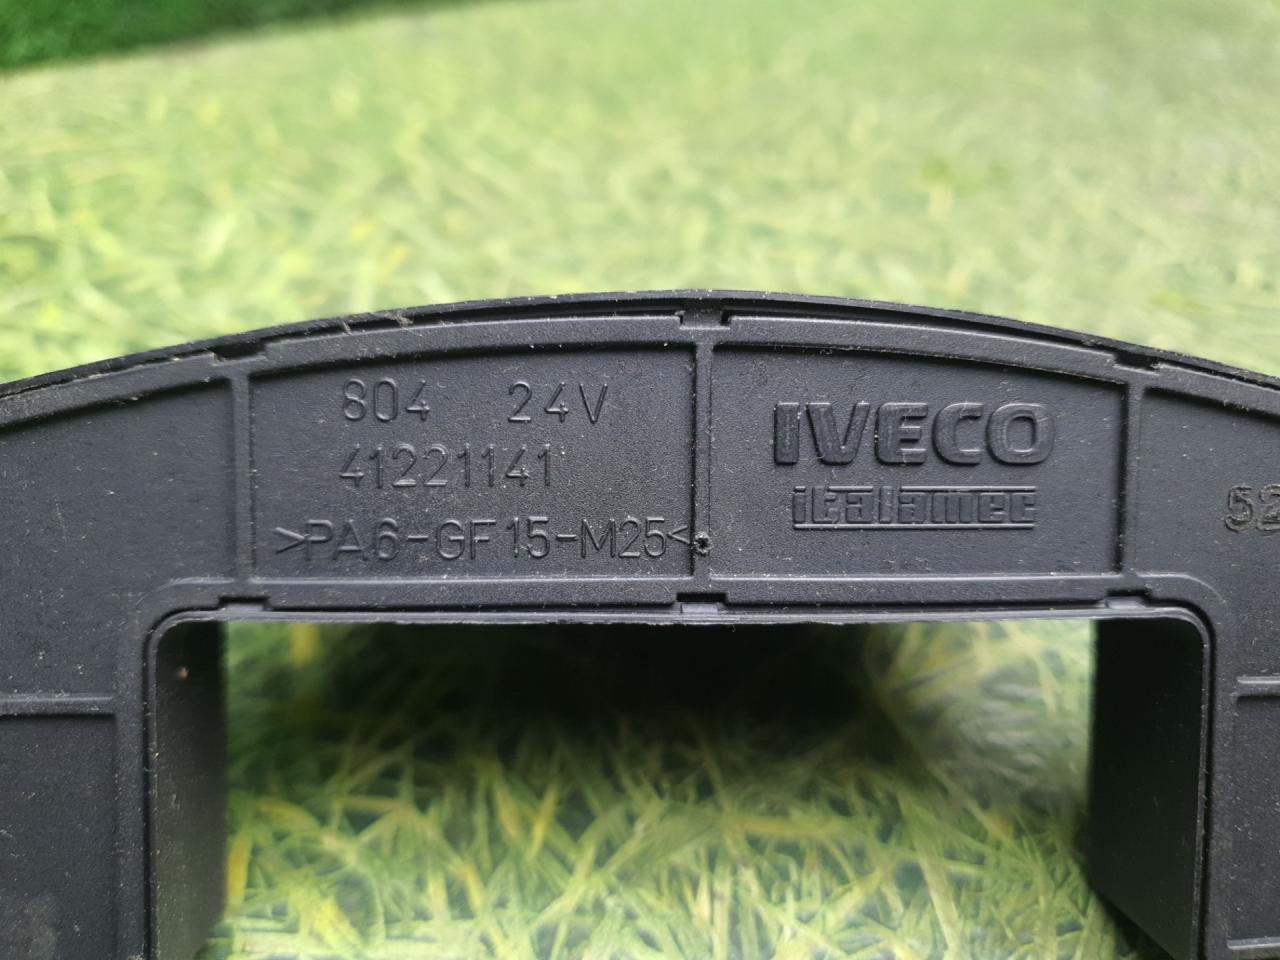 804 24V
41221141
>PA6-GF15-M25<
IVECO
italamec
52